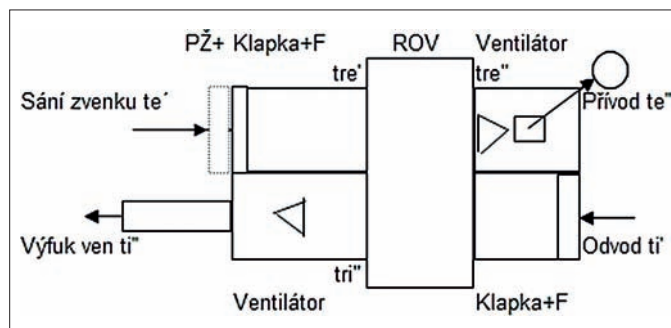 PŽ+ Klapka+F ROV Ventilátor
tre' tre"
Sání zvenku te´ Přívod te"
Výfuk ven ti" Odvod ti'
tri"
Ventilátor Klapka+F